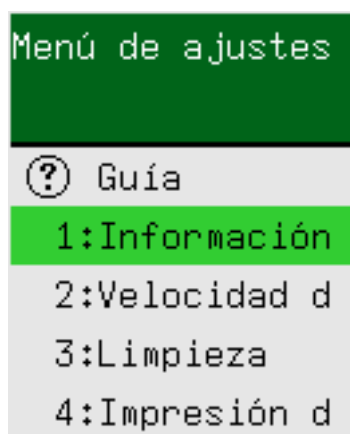 Menú de ajustes
? Guía
1:Información
2:Velocidad d
3:Limpieza
4:Impresión d